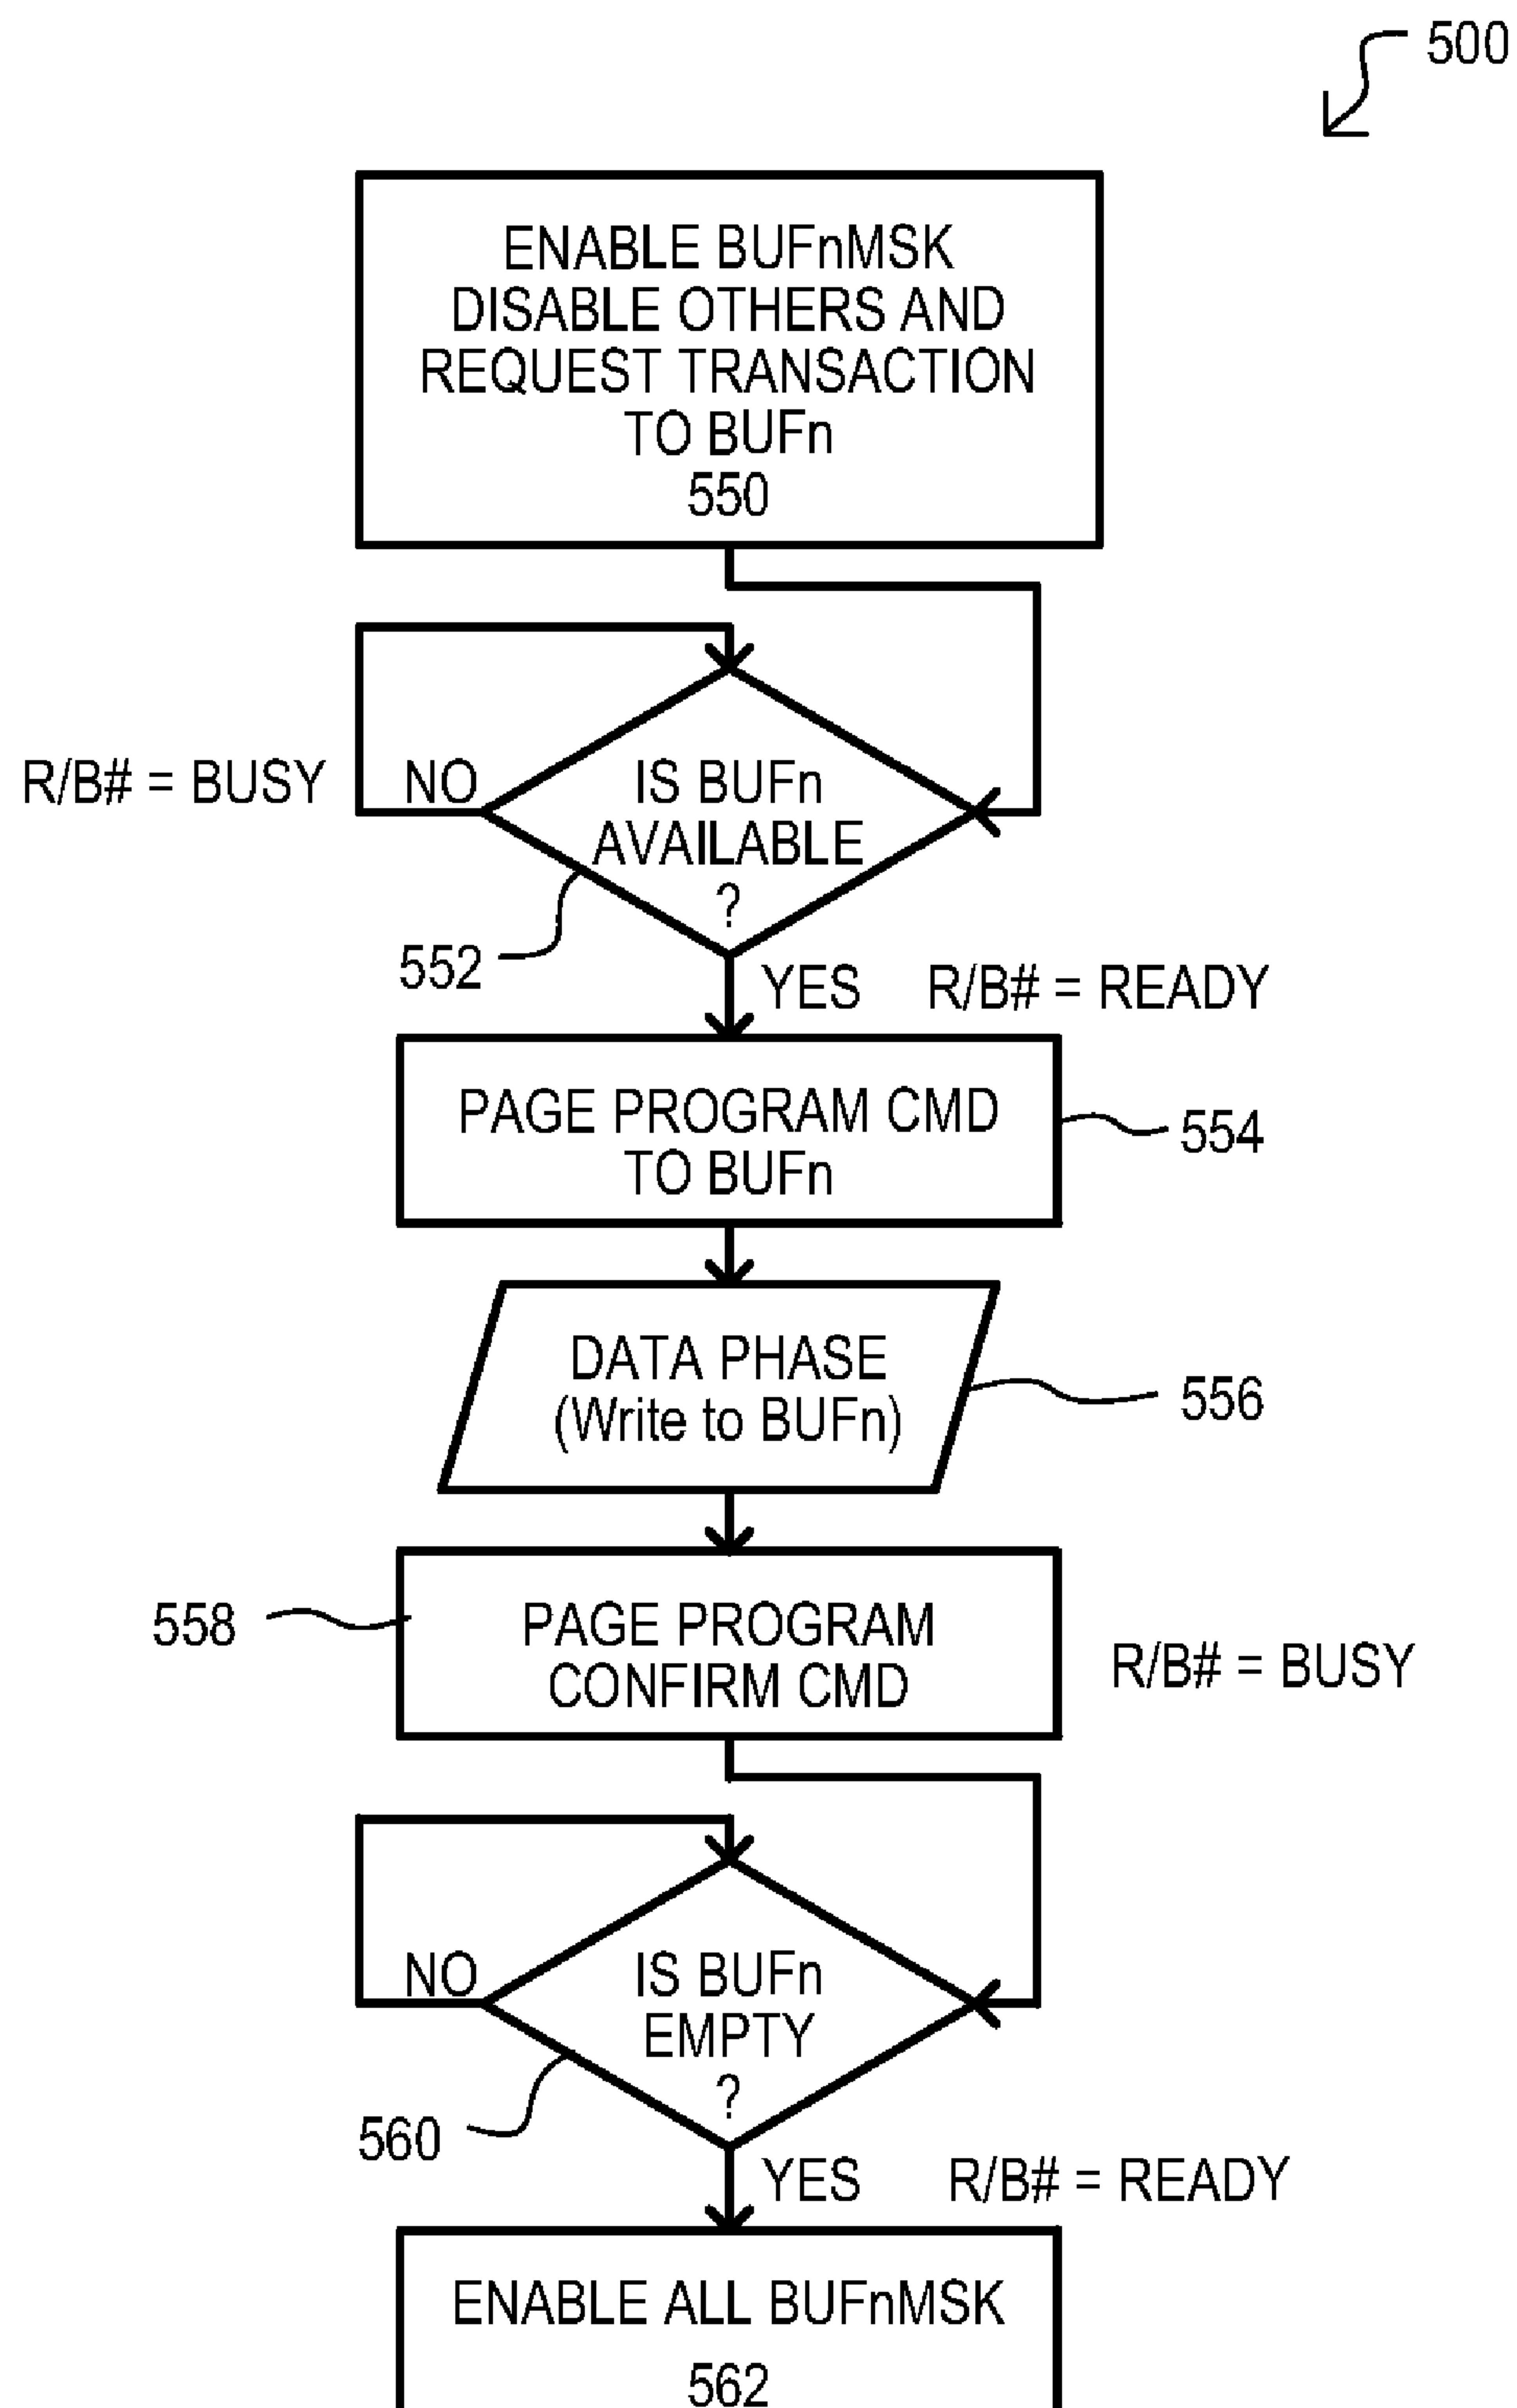 500
ENABLE BUFnMSK
DISABLE OTHERS AND
REQUEST TRANSACTION
TO BUFn
550
R/B# = BUSY
NO
IS BUFn
AVAILABLE
?
552
YES
R/B# = READY
PAGE PROGRAM CMD
TO BUFn
554
DATA PHASE
(Write to BUFn)
556
558
PAGE PROGRAM
CONFIRM CMD
R/B# = BUSY
NO
IS BUFn
EMPTY
?
560
YES
R/B# = READY
ENABLE ALL BUFnMSK
562